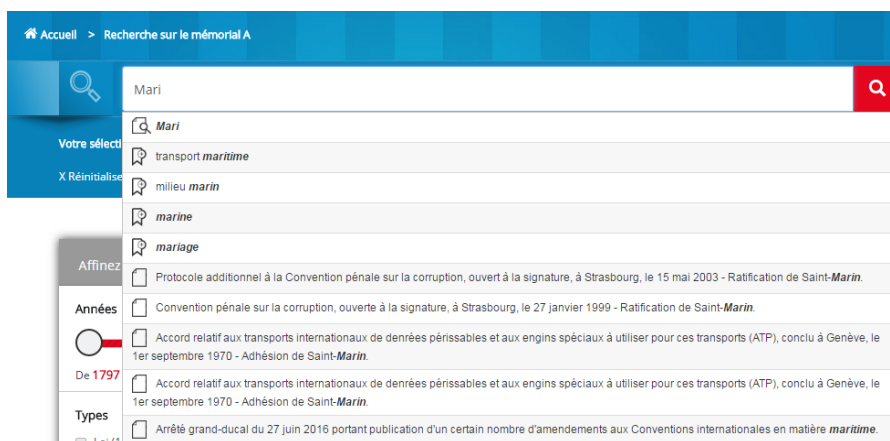 Accueil > Recherche sur le mémorial A
Mari
Mari
Votre sélecti
transport maritime
X Réinitialise
milieu marin
marine
mariage
Affinez
Protocole additionnel à la Convention pénale sur la corruption, ouvert à la signature, à Strasbourg, le 15 mai 2003 - Ratification de Saint-Marin.
Années
Convention pénale sur la corruption, ouverte à la signature, à Strasbourg, le 27 janvier 1999 - Ratification de Saint-Marin.
Accord relatif aux transports internationaux de denrées périssables et aux engins spéciaux à utiliser pour ces transports (ATP), conclu à Genève, le
1er septembre 1970 - Adhésion de Saint-Marin.
De 1797
Accord relatif aux transports internationaux de denrées périssables et aux engins spéciaux à utiliser pour ces transports (ATP), conclu à Genève, le
1er septembre 1970 - Adhésion de Saint-Marin.
Types
Arrêté grand-ducal du 27 juin 2016 portant publication d'un certain nombre d'amendements aux Conventions internationales en matière maritime.